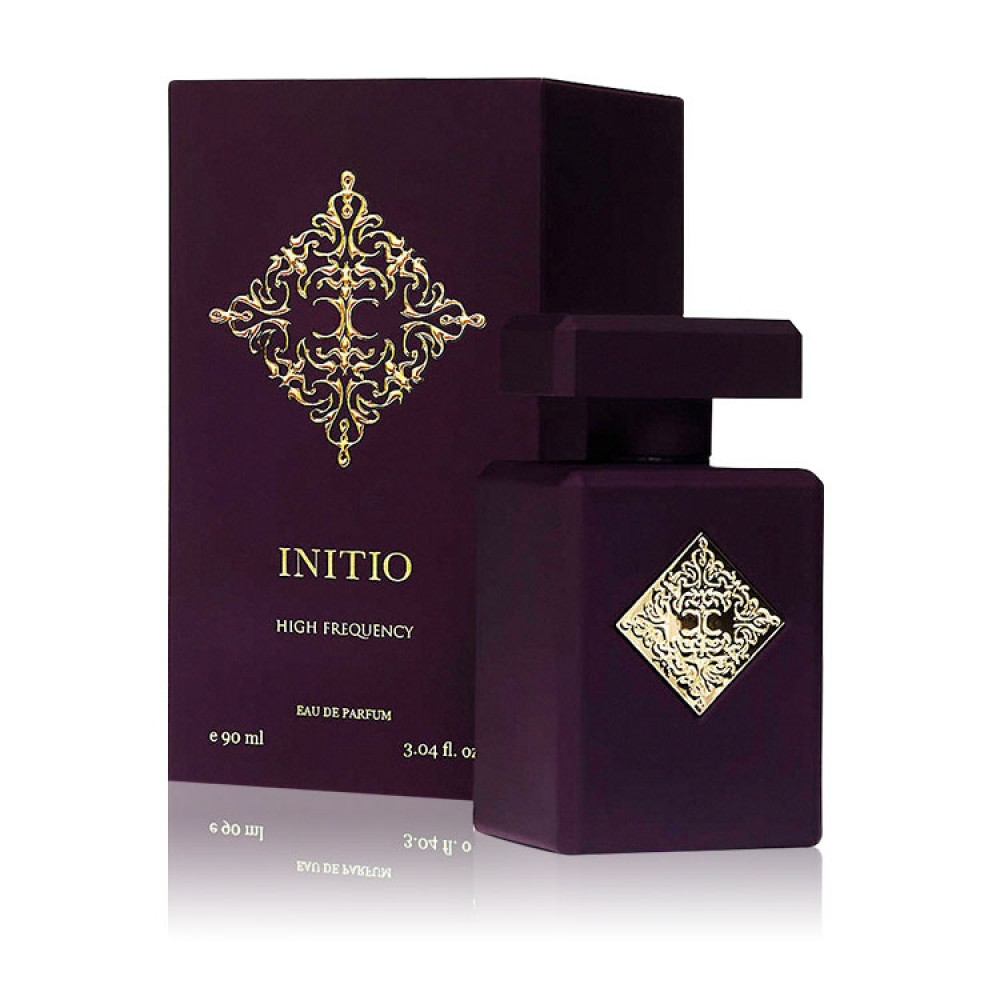 INITIO
HIGH FREQUENCY
EAU DE PARFUM
e 90 ml
3.04 fl. oz